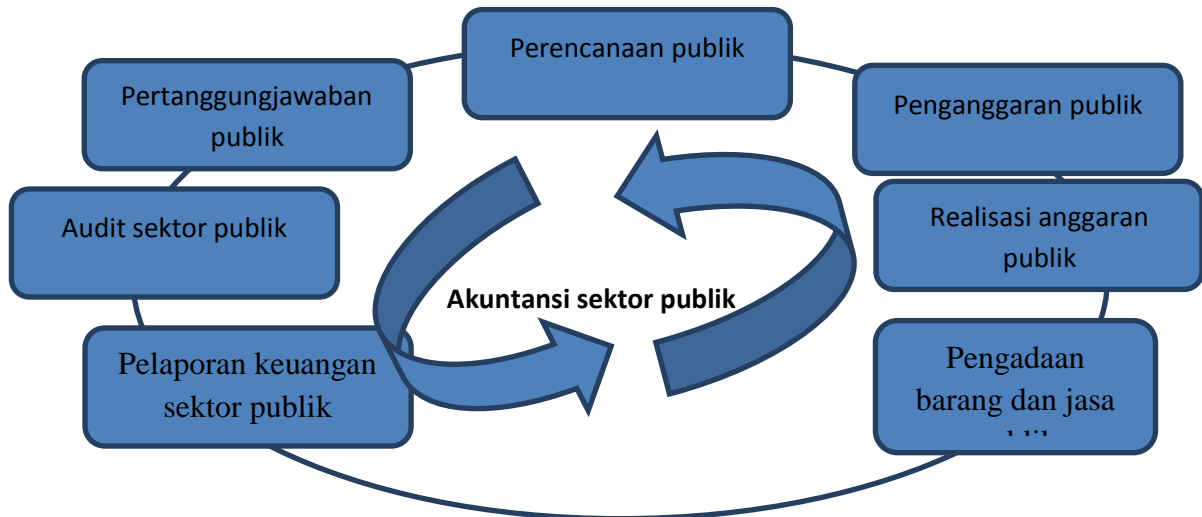 Perencanaan publik
Penganggaran publik
Realisasi anggaran
publik
Pengadaan
barang dan jasa
Pelaporan keuangan
sektor publik
Audit sektor publik
Pertanggungjawaban
publik
Akuntansi sektor publik